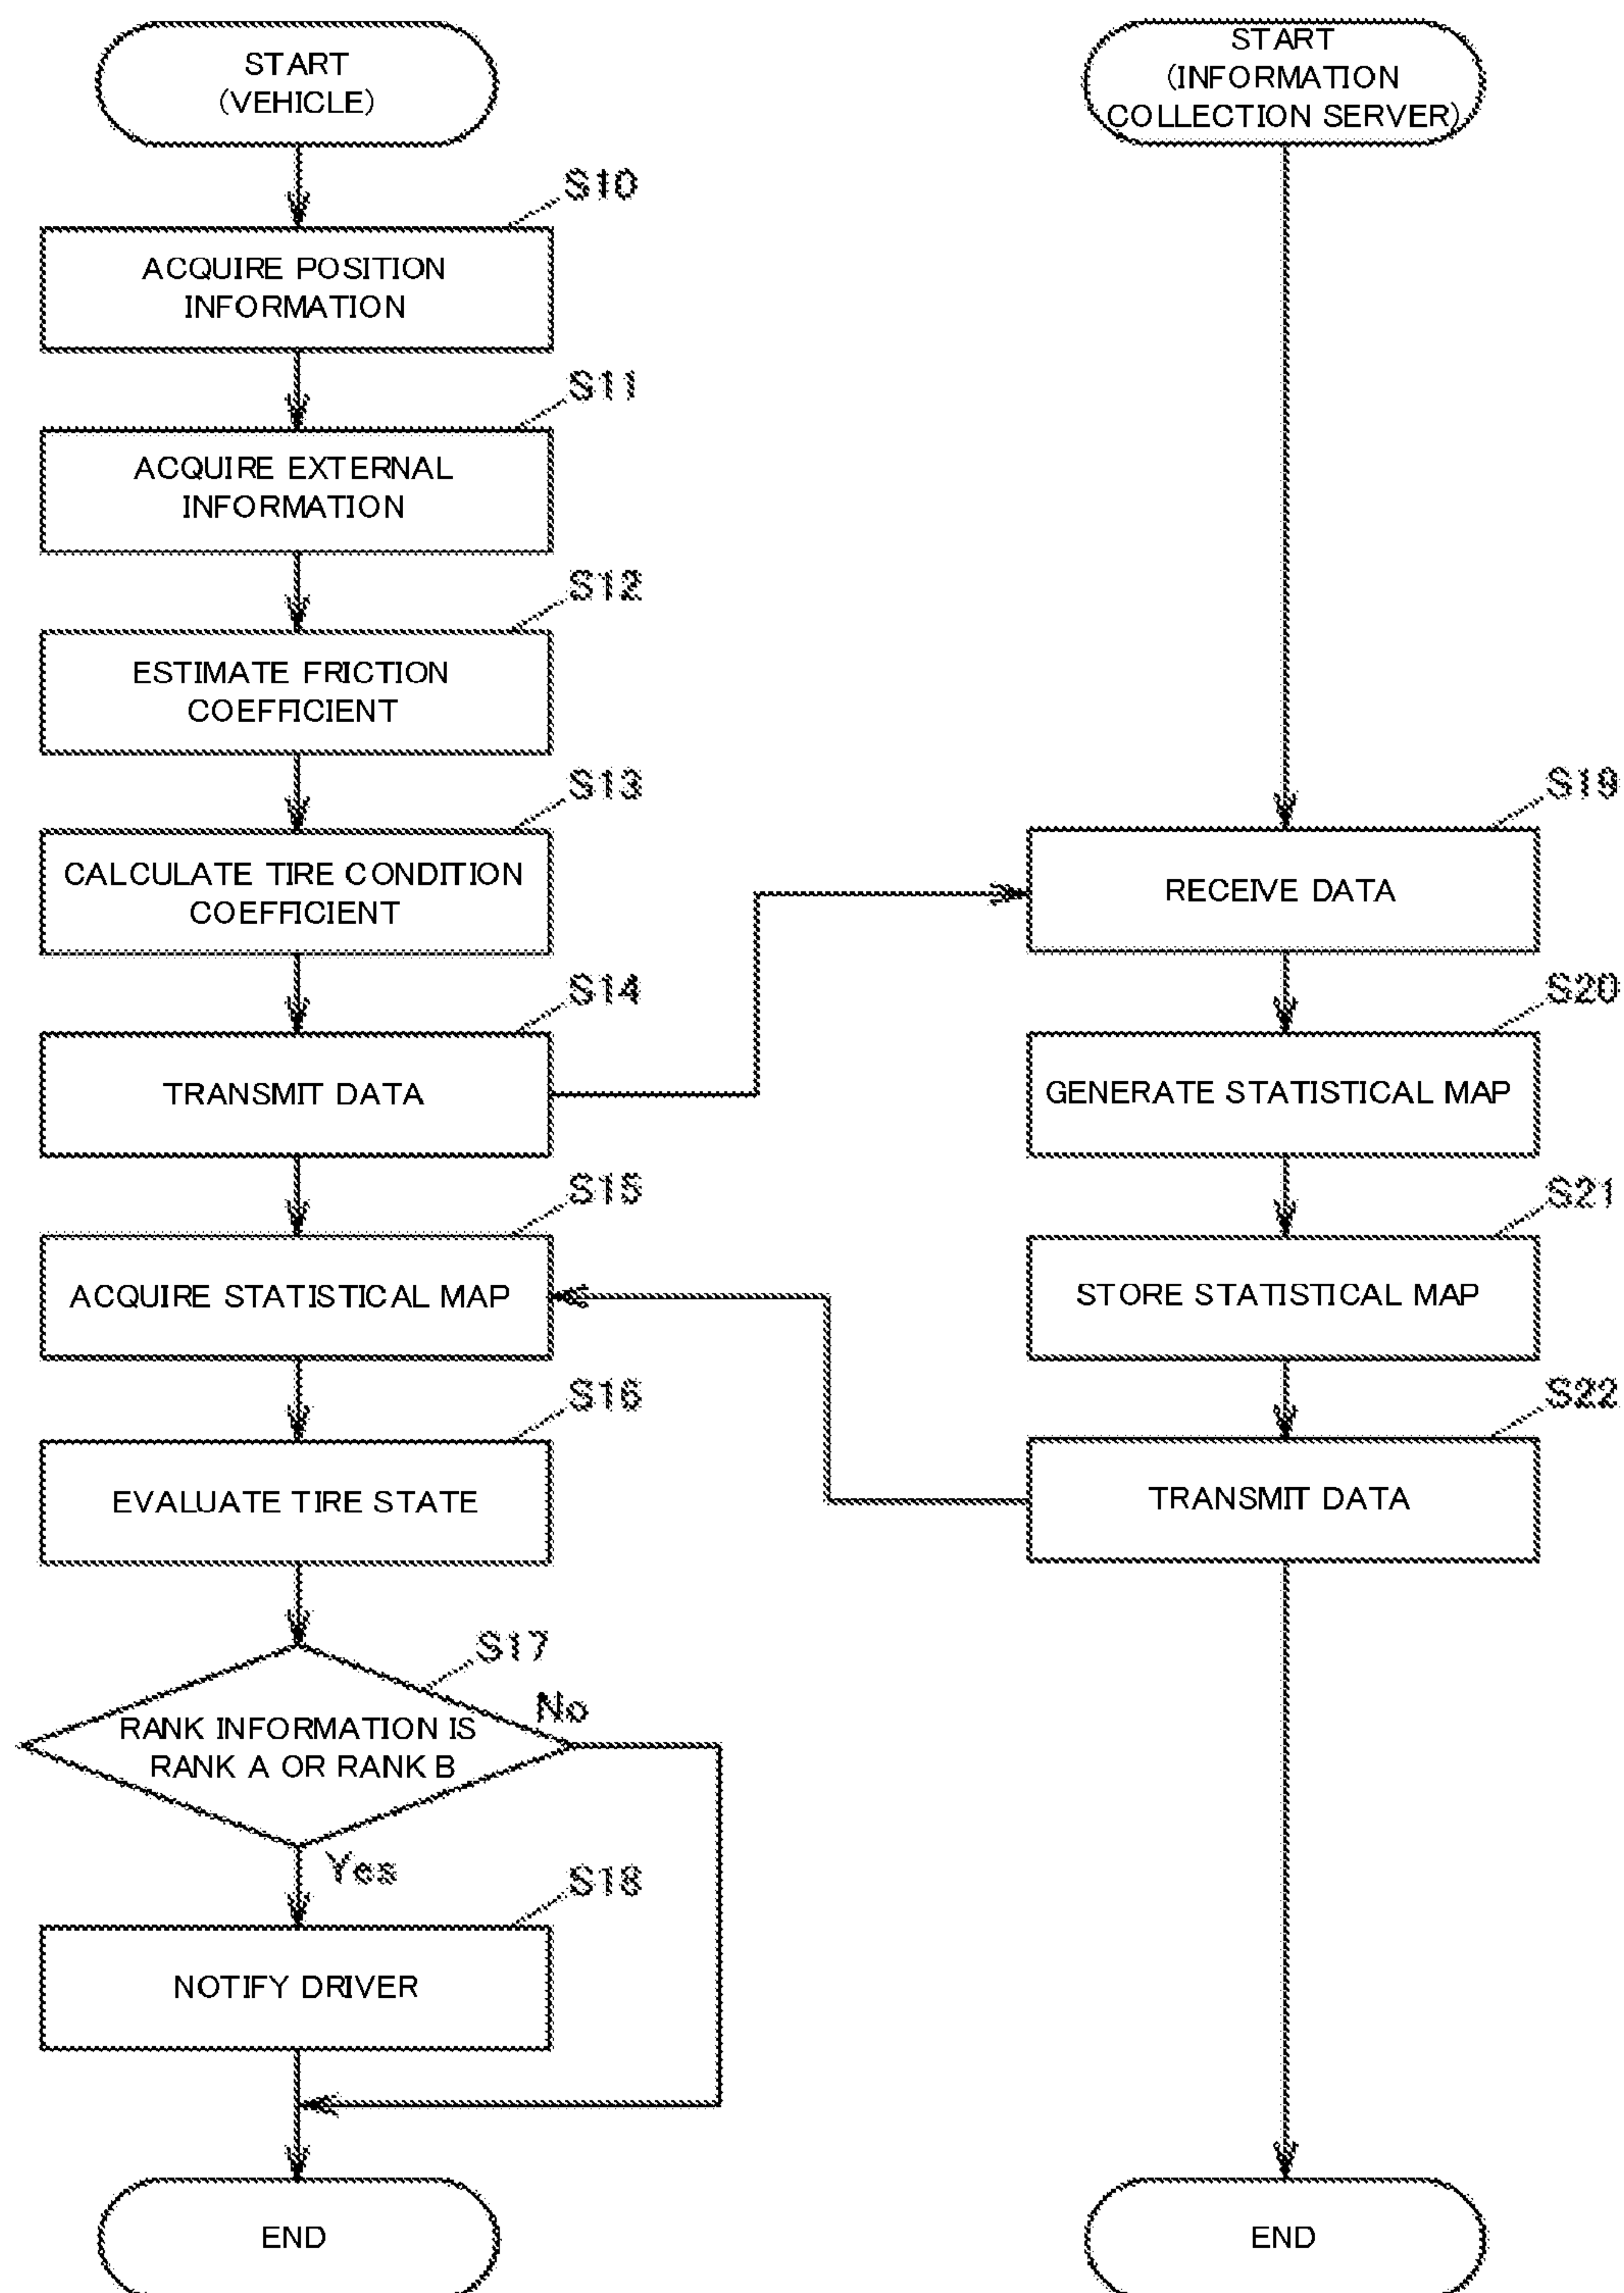 START
(VEHICLE)
S10
ACQUIRE POSITION
INFORMATION
S11
ACQUIRE EXTERNAL
INFORMATION
S12
ESTIMATE FRICTION
COEFFICIENT
S13
CALCULATE TIRE CONDITION
COEFFICIENT
S14
TRANSMIT DATA
S15
ACQUIRE STATISTICAL MAP
S16
EVALUATE TIRE STATE
S17
RANK INFORMATION IS
RANK A OR RANK B
No
Yes
S18
NOTIFY DRIVER
END
START
(INFORMATION
COLLECTION SERVER)
S19
RECEIVE DATA
S20
GENERATE STATISTICAL MAP
S21
STORE STATISTICAL MAP
S22
TRANSMIT DATA
END